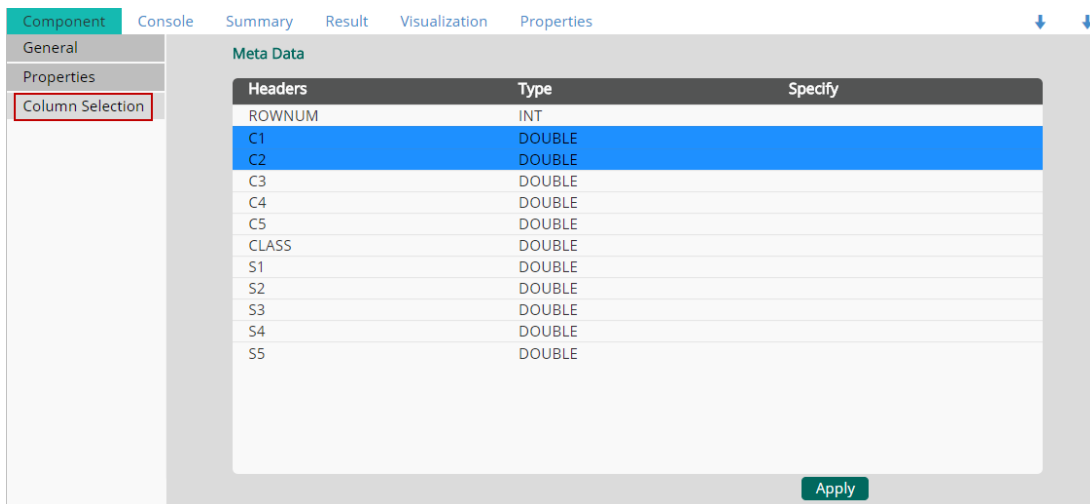 Component Console Summary Result Visualization Properties
General
Properties
Column Selection
Meta Data
Headers Type Specify
ROWNUM INT
C1 DOUBLE
C2 DOUBLE
C3 DOUBLE
C4 DOUBLE
C5 DOUBLE
CLASS DOUBLE
S1 DOUBLE
S2 DOUBLE
S3 DOUBLE
S4 DOUBLE
S5 DOUBLE
Apply